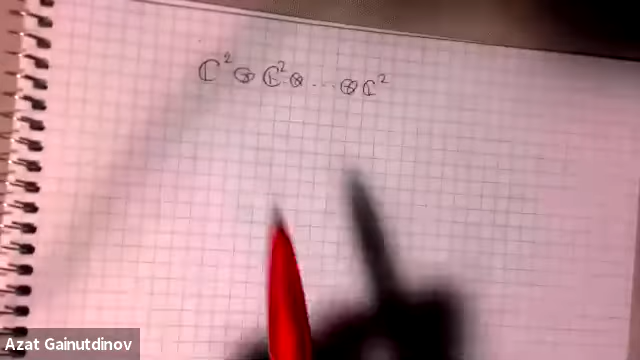 ℂ² ⊗ ℂ² ⊗ ... ⊗ ℂ²
Azat Gainutdinov